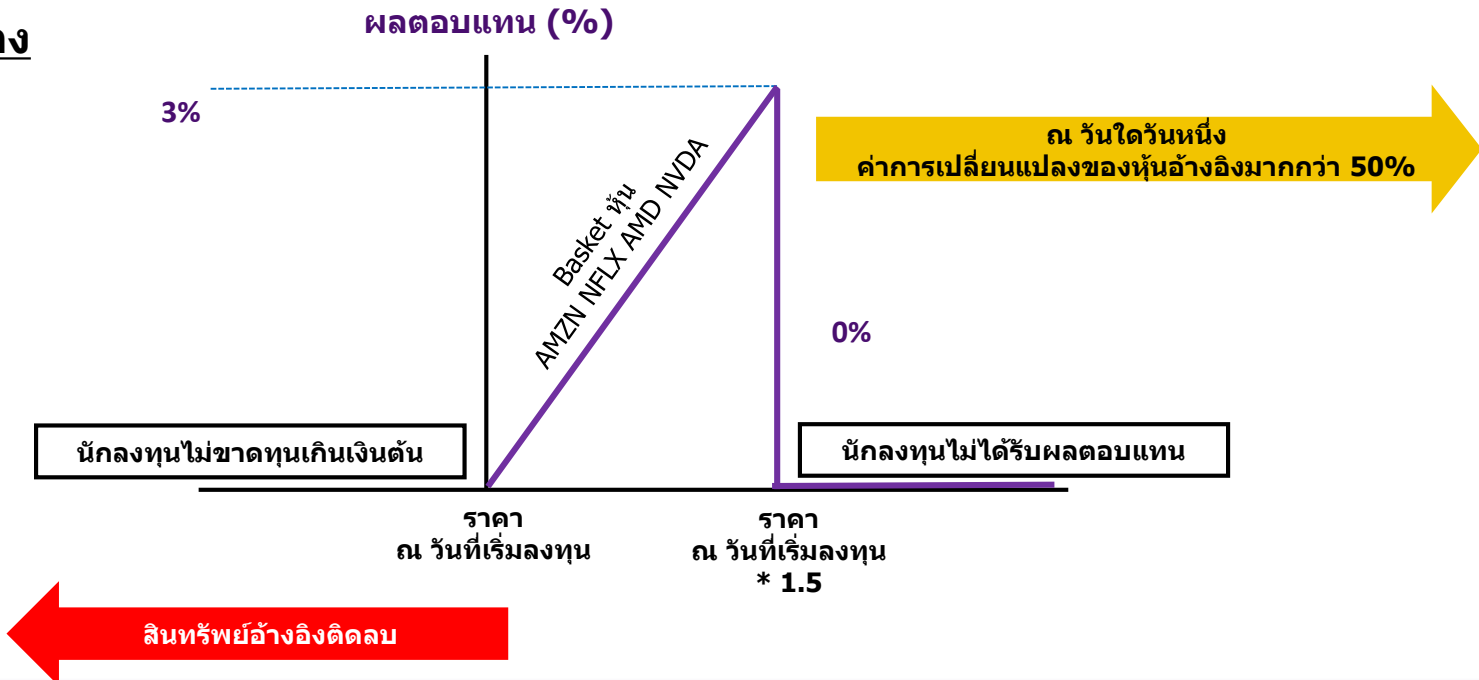 าง
ผลตอบแทน (%)
3%
ณ วันใดวันหนึ่ง
ค่าการเปลี่ยนแปลงของหุ้นอ้างอิงมากกว่า 50%
Basket หุ้น
AMZN NFLX AMD NVDA
0%
นักลงทุนไม่ขาดทุนเกินเงินต้น
นักลงทุนไม่ได้รับผลตอบแทน
ราคา
ณ วันที่เริ่มลงทุน
ราคา
ณ วันที่เริ่มลงทุน
* 1.5
สินทรัพย์อ้างอิงติดลบ